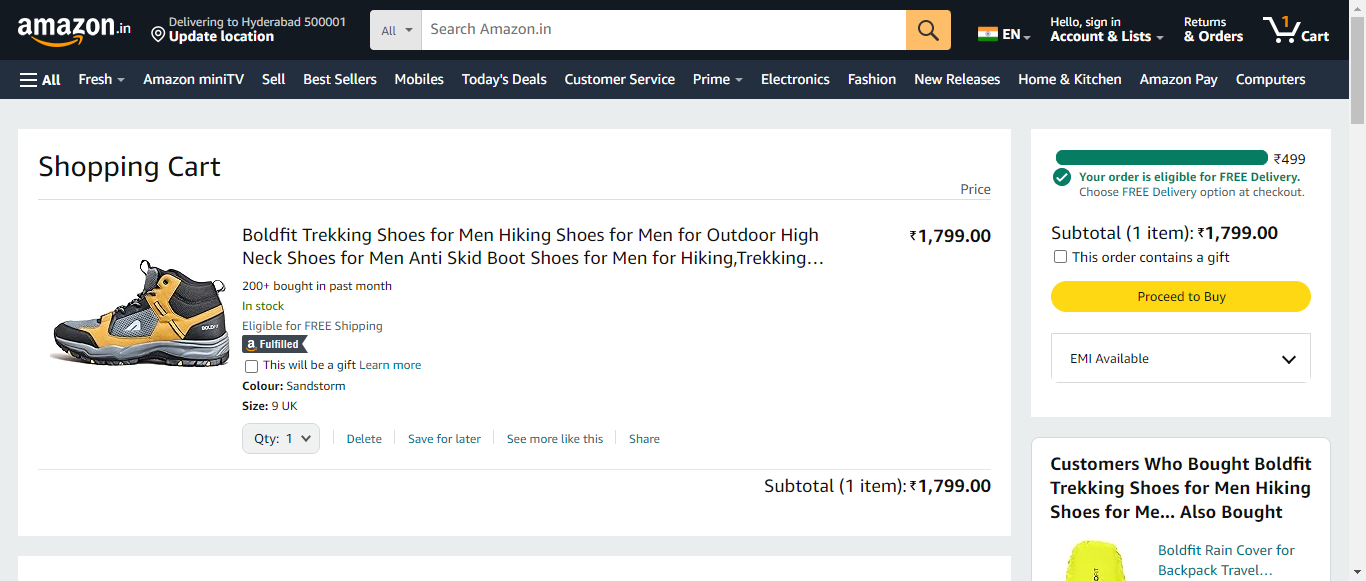 amazon.in
Delivering to Hyderabad 500001
Update location
All
Search Amazon.in
EN
Hello, sign in
Account & Lists
Returns
& Orders
1
Cart
All
Fresh
Amazon miniTV
Sell
Best Sellers
Mobiles
Today's Deals
Customer Service
Prime
Electronics
Fashion
New Releases
Home & Kitchen
Amazon Pay
Computers
Shopping Cart
Price
Boldfit Trekking Shoes for Men Hiking Shoes for Men for Outdoor High
Neck Shoes for Men Anti Skid Boot Shoes for Men for Hiking,Trekking…
₹1,799.00
200+ bought in past month
In stock
Eligible for FREE Shipping
a Fulfilled
This will be a gift Learn more
Colour: Sandstorm
Size: 9 UK
Qty: 1
Delete
Save for later
See more like this
Share
BOLDFIT
Subtotal (1 item): ₹1,799.00
₹499
Your order is eligible for FREE Delivery.
Choose FREE Delivery option at checkout.
Subtotal (1 item): ₹1,799.00
This order contains a gift
Proceed to Buy
EMI Available
Customers Who Bought Boldfit
Trekking Shoes for Men Hiking
Shoes for Me... Also Bought
Boldfit Rain Cover for
Backpack Travel…